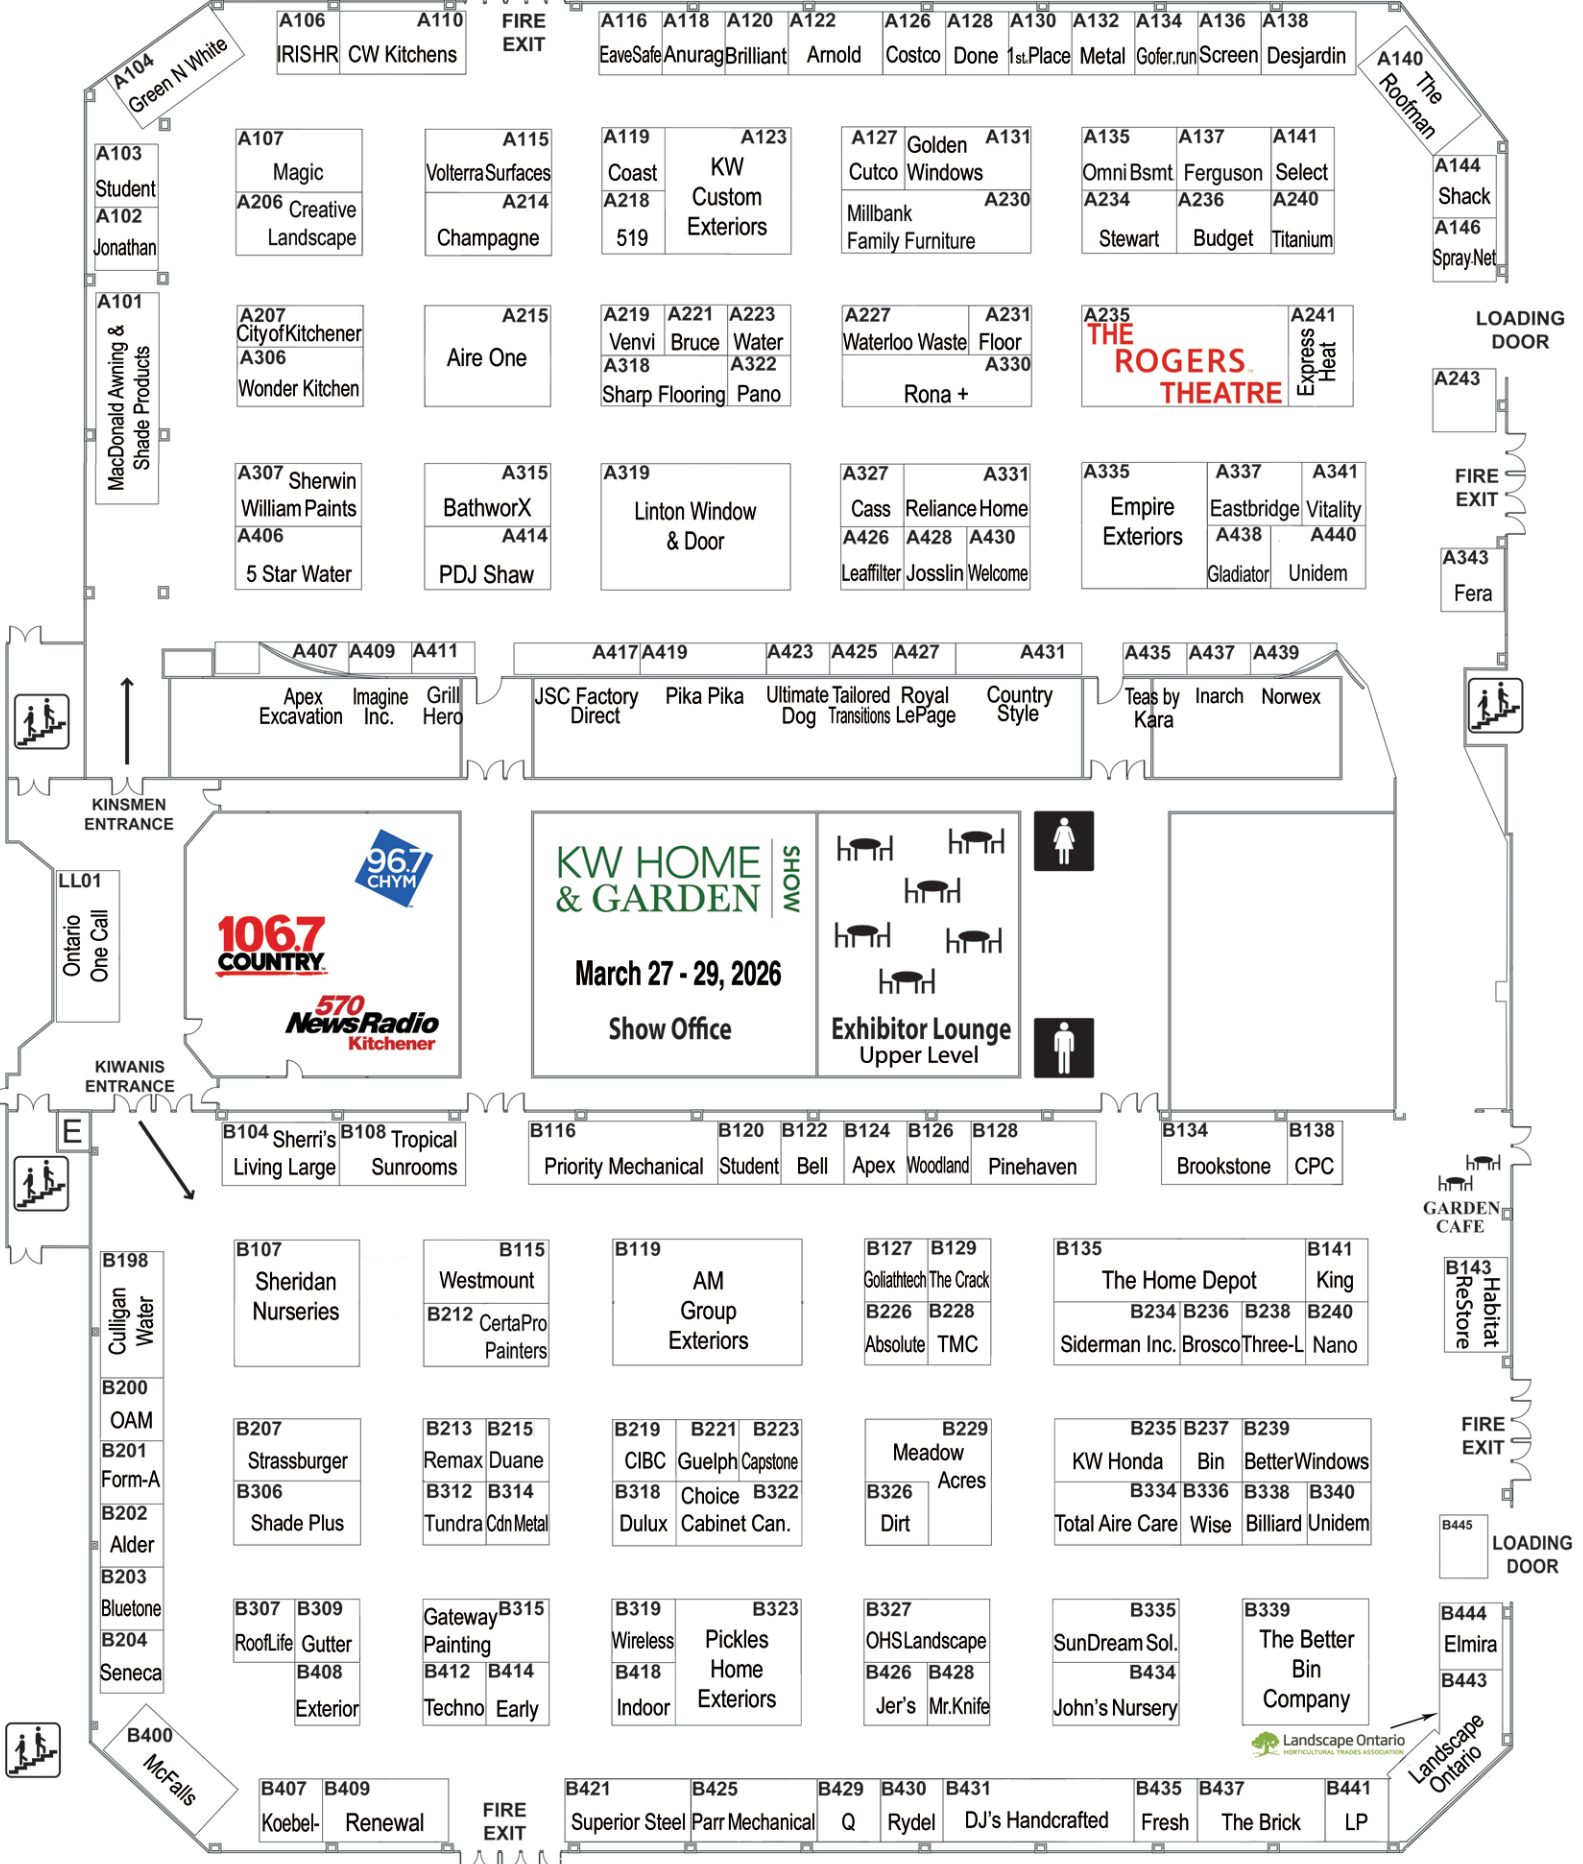 A104
Green N White
A106
IRISHR
A110
CW Kitchens
FIRE
EXIT
A116
EaveSafe
A118
Anurag
A120
Brilliant
A122
Arnold
A126
Costco
A128
Done
A130
1st.Place
A132
Metal
A134
Gofer.run
A136
Screen
A138
Desjardin
A140
The
Roofman
A103
Student
A102
Jonathan
A107
Magic
A206 Creative
Landscape
A115
Volterra Surfaces
A214
Champagne
A119
Coast
A218
519
A123
KW
Custom
Exteriors
A127
Cutco
Golden A131
Windows
A230
Millbank
Family Furniture
A135
Omni Bsmt
A137
Ferguson
A141
Select
A234
Stewart
A236
Budget
A240
Titanium
A144
Shack
A146
Spray.Net
A101
MacDonald Awning &
Shade Products
A207
City of Kitchener
A306
Wonder Kitchen
A215
Aire One
A219
Venvi
A221
Bruce
A223
Water
A318
Sharp Flooring
A322
Pano
A227
Waterloo Waste
A231
Floor
A330
Rona +
A235
THE
ROGERS
THEATRE
A241
Express
Heat
LOADING
DOOR
A243
A307 Sherwin
William Paints
A406
5 Star Water
A315
BathworX
A414
PDJ Shaw
A319
Linton Window
& Door
A327
Cass
A331
Reliance Home
A426
Leaffilter
A428
Josslin
A430
Welcome
A335
Empire
Exteriors
A337
Eastbridge
A341
Vitality
A438
Gladiator
A440
Unidem
FIRE
EXIT
A343
Fera
A407
Apex
Excavation
A409
Imagine
Inc.
A411
Grill
Hero
A417
JSC Factory
Direct
A419
Pika Pika
A423
Ultimate
Dog
A425
Tailored
Transitions
A427
Royal
LePage
A431
Country
Style
A435
Teas by
Kara
A437
Inarch
A439
Norwex
KINSMEN
ENTRANCE
LL01
Ontario
One Call
96.7
CHYM
106.7
COUNTRY
570
NewsRadio
Kitchener
KW HOME
& GARDEN
SHOW
March 27 - 29, 2026
Show Office
Exhibitor Lounge
Upper Level
KIWANIS
ENTRANCE
E
B104 Sherri's
Living Large
B108 Tropical
Sunrooms
B116
Priority Mechanical
B120
Student
B122
Bell
B124
Apex
B126
Woodland
B128
Pinehaven
B134
Brookstone
B138
CPC
GARDEN
CAFE
B198
Culligan
Water
B107
Sheridan
Nurseries
B115
Westmount
B212 CertaPro
Painters
B119
AM
Group
Exteriors
B127
Goliathtech
B129
The Crack
B226
Absolute
B228
TMC
B135
The Home Depot
B141
King
B234
Siderman Inc.
B236
Brosco
B238
Three-L
B240
Nano
B143
Habitat
ReStore
B200
OAM
B201
Form-A
B202
Alder
B203
Bluetone
B204
Seneca
B207
Strassburger
B306
Shade Plus
B213
Remax
B215
Duane
B312
Tundra
B314
Cdn Metal
B219
CIBC
B221
Guelph
B223
Capstone
B318
Dulux
Choice B322
Cabinet Can.
B229
Meadow
Acres
B326
Dirt
B235
KW Honda
B237
Bin
B239
Better Windows
B334
Total Aire Care
B336
Wise
B338
Billiard
B340
Unidem
FIRE
EXIT
B445
LOADING
DOOR
B307
RoofLife
B309
Gutter
B408
Exterior
Gateway B315
Painting
B412
Techno
B414
Early
B319
Wireless
B418
Indoor
B323
Pickles
Home
Exteriors
B327
OHS Landscape
B426
Jer's
B428
Mr.Knife
B335
SunDream Sol.
B434
John's Nursery
B339
The Better
Bin
Company
B444
Elmira
B443
Landscape
Ontario
Landscape Ontario
HORTICULTURAL TRADES ASSOCIATION
B400
McFalls
B407
Koebel-
B409
Renewal
FIRE
EXIT
B421
Superior Steel
B425
Parr Mechanical
B429
Q
B430
Rydel
B431
DJ's Handcrafted
B435
Fresh
B437
The Brick
B441
LP